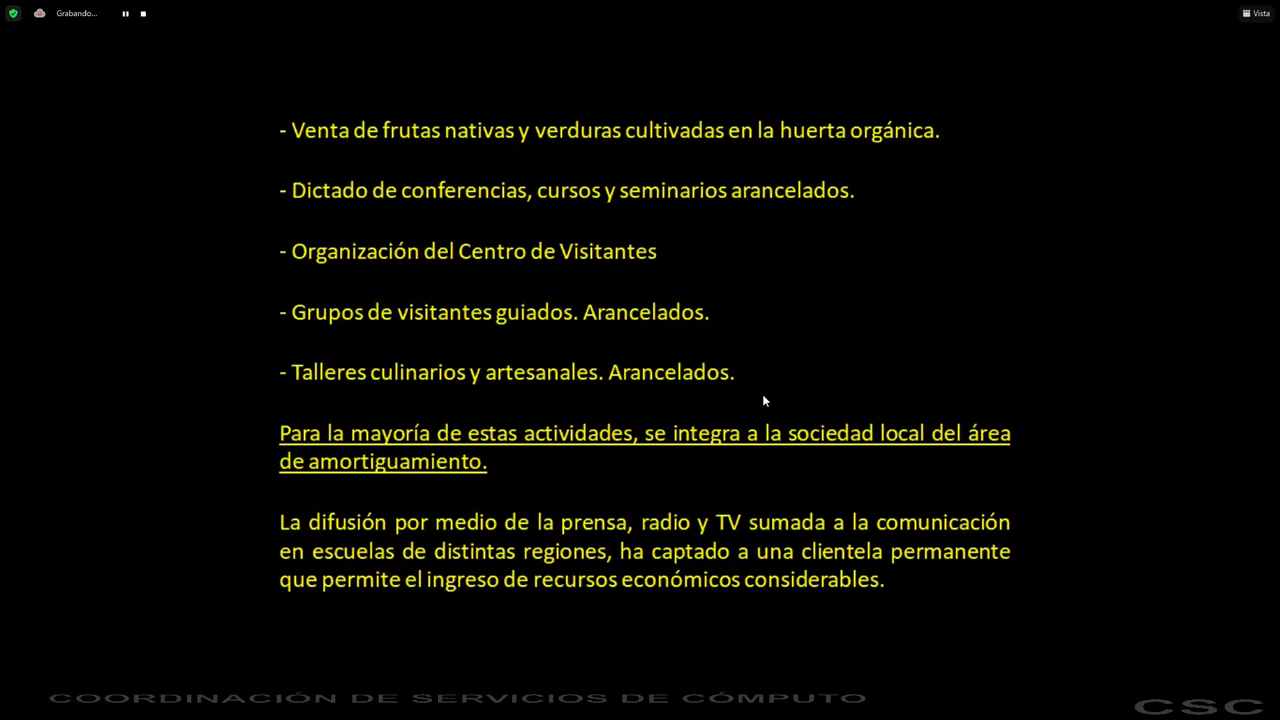 Grabando...
Vista
- Venta de frutas nativas y verduras cultivadas en la huerta orgánica.
- Dictado de conferencias, cursos y seminarios arancelados.
- Organización del Centro de Visitantes
- Grupos de visitantes guiados. Arancelados.
- Talleres culinarios y artesanales. Arancelados.
Para la mayoría de estas actividades, se integra a la sociedad local del área
de amortiguamiento.
La difusión por medio de la prensa, radio y TV sumada a la comunicación
en escuelas de distintas regiones, ha captado a una clientela permanente
que permite el ingreso de recursos económicos considerables.
COORDINACIÓN DE SERVICIOS DE CÓMPUTO
CSC